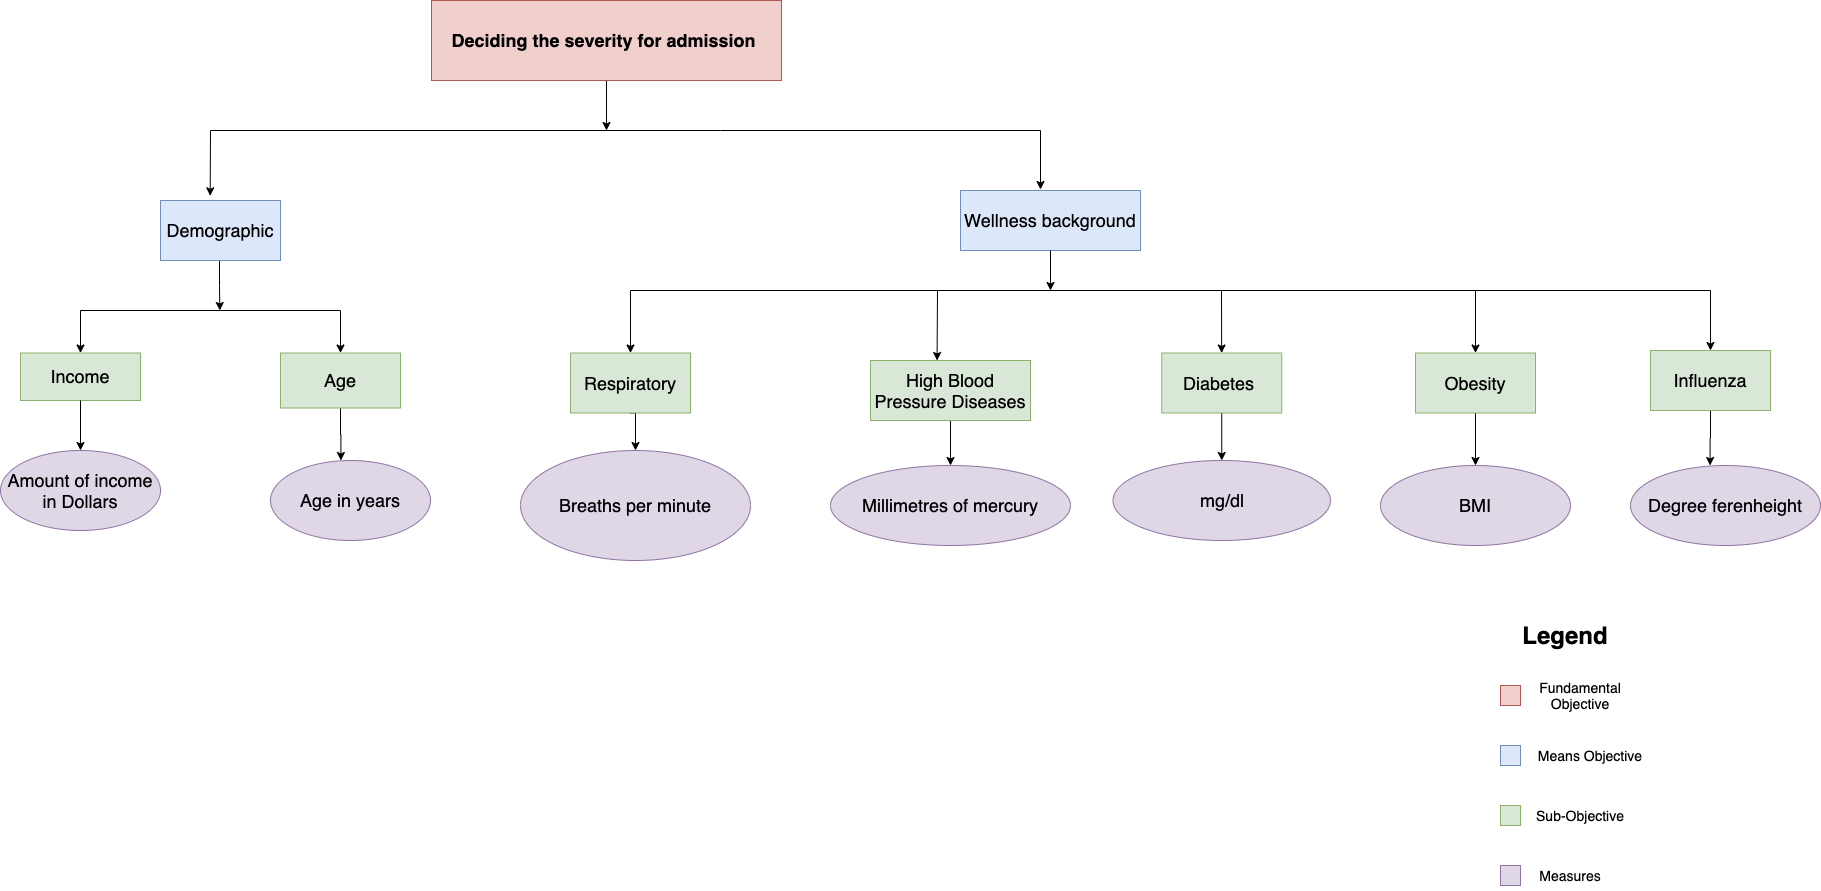 Deciding the severity for admission
Demographic
Wellness background
Income
Age
Respiratory
High Blood
Pressure Diseases
Diabetes
Obesity
Influenza
Amount of income
in Dollars
Age in years
Breaths per minute
Millimetres of mercury
mg/dl
BMI
Degree ferenheight
Legend
Fundamental
Objective
Means Objective
Sub-Objective
Measures